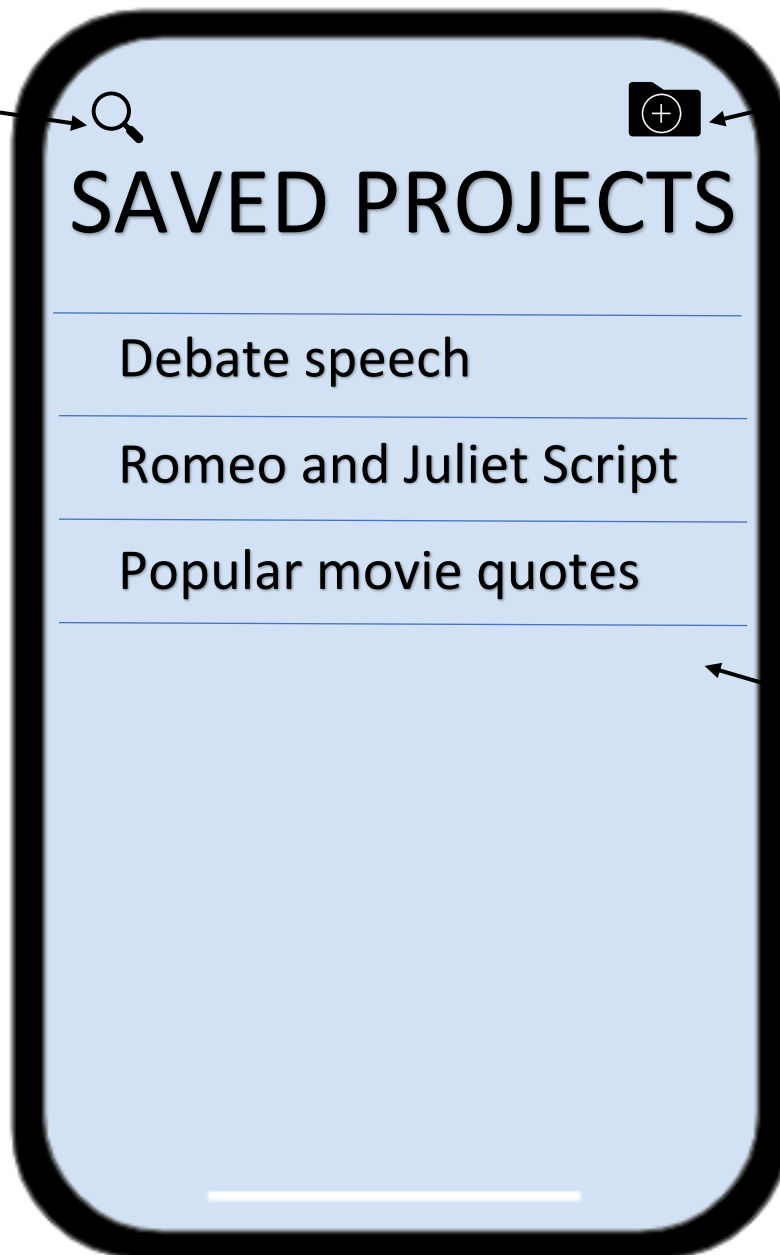 SAVED PROJECTS
Debate speech
Romeo and Juliet Script
Popular movie quotes